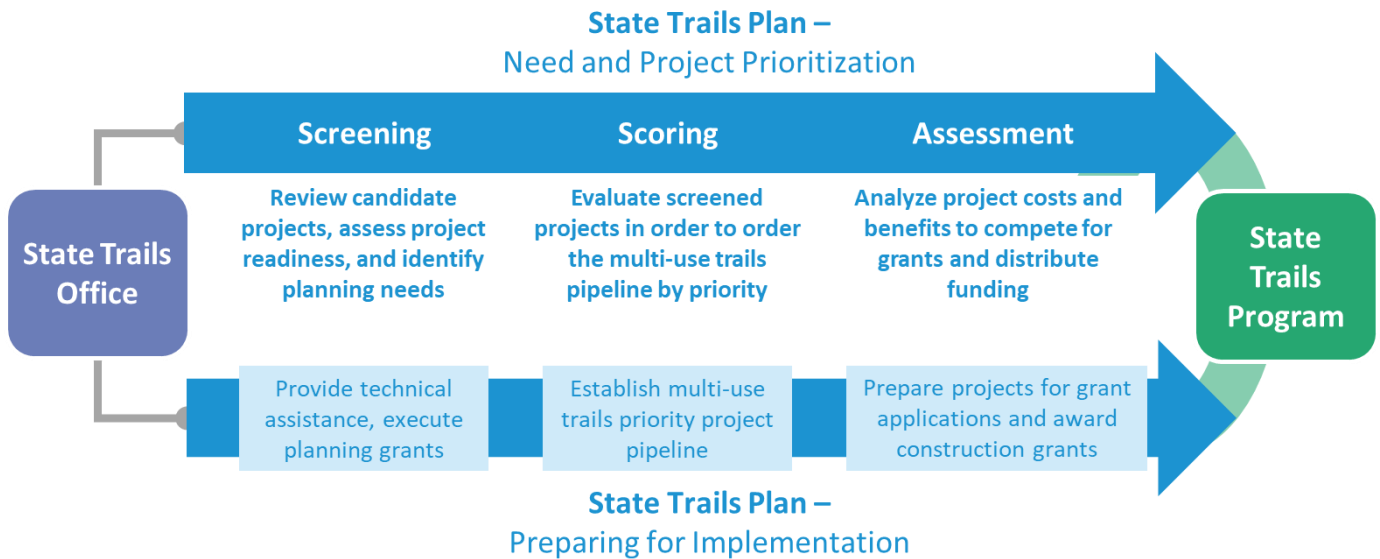 State Trails Plan –
Need and Project Prioritization
Screening
Scoring
Assessment
Review candidate
projects, assess project
readiness, and identify
planning needs
Evaluate screened
projects in order to order
the multi-use trails
pipeline by priority
Analyze project costs and
benefits to compete for
grants and distribute
funding
State Trails
Office
State
Trails
Program
Provide technical
assistance, execute
planning grants
Establish multi-use
trails priority project
pipeline
Prepare projects for grant
applications and award
construction grants
State Trails Plan –
Preparing for Implementation